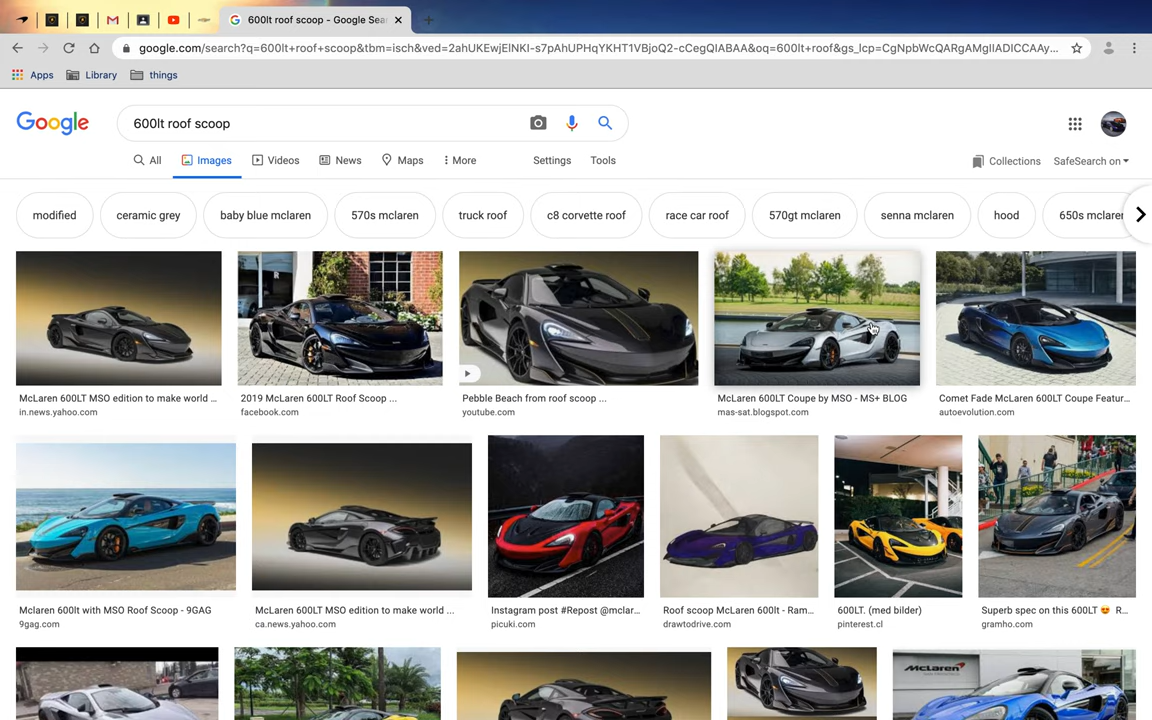 600lt roof scoop - Google Sea
google.com/search?q=600lt+roof+scoop&tbm=isch&ved=2ahUKEwjElNKI-s7pAhUPHqYKHT1VBjoQ2-cCegQIABAA&oq=600lt+roof&gs_lcp=CgNpbWcQARgAMgIIADICCAAy...
Apps Library things
Google 600lt roof scoop
All Images Videos News Maps More Settings Tools Collections SafeSearch on
modified ceramic grey baby blue mclaren 570s mclaren truck roof c8 corvette roof race car roof 570gt mclaren senna mclaren hood 650s mclaren
McLaren 600LT MSO edition to make world ...
in.news.yahoo.com
2019 McLaren 600LT Roof Scoop ...
facebook.com
Pebble Beach from roof scoop ...
youtube.com
McLaren 600LT Coupe by MSO - MS+ BLOG
mas-sat.blogspot.com
Comet Fade McLaren 600LT Coupe Featur...
autoevolution.com
Mclaren 600lt with MSO Roof Scoop - 9GAG
9gag.com
McLaren 600LT MSO edition to make world ...
ca.news.yahoo.com
Instagram post #Repost @mclar...
picuki.com
Roof scoop McLaren 600lt - Ram...
drawtodrive.com
600LT. (med bilder)
pinterest.cl
Superb spec on this 600LT 😍 R...
gramho.com
McLaren